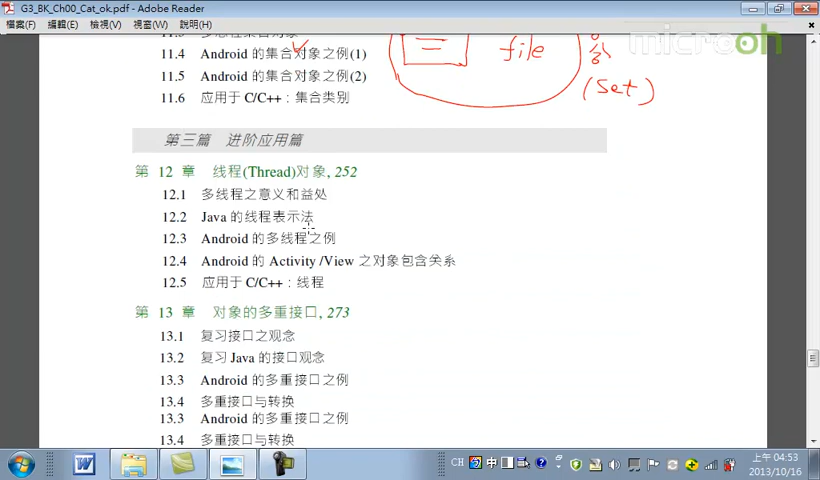 G3_BK_Ch00_Cat_ok.pdf - Adobe Reader
檔案(F) 編輯(E) 檢視(V) 視窗(W) 說明(H)
microoh
11.4 Android 的集合对象之例(1)
file
11.5 Android 的集合对象之例(2)
(Set)
11.6 应用于 C/C++：集合类别
第三篇 进阶应用篇
第 12 章 线程(Thread)对象, 252
12.1 多线程之意义和益处
12.2 Java 的线程表示法
12.3 Android 的多线程之例
12.4 Android 的 Activity /View 之对象包含关系
12.5 应用于 C/C++：线程
第 13 章 对象的多重接口, 273
13.1 复习接口之观念
13.2 复习 Java 的接口观念
13.3 Android 的多重接口之例
13.4 多重接口与转换
13.3 Android 的多重接口之例
13.4 多重接口与转换
CH 中
上午 04:53
2013/10/16